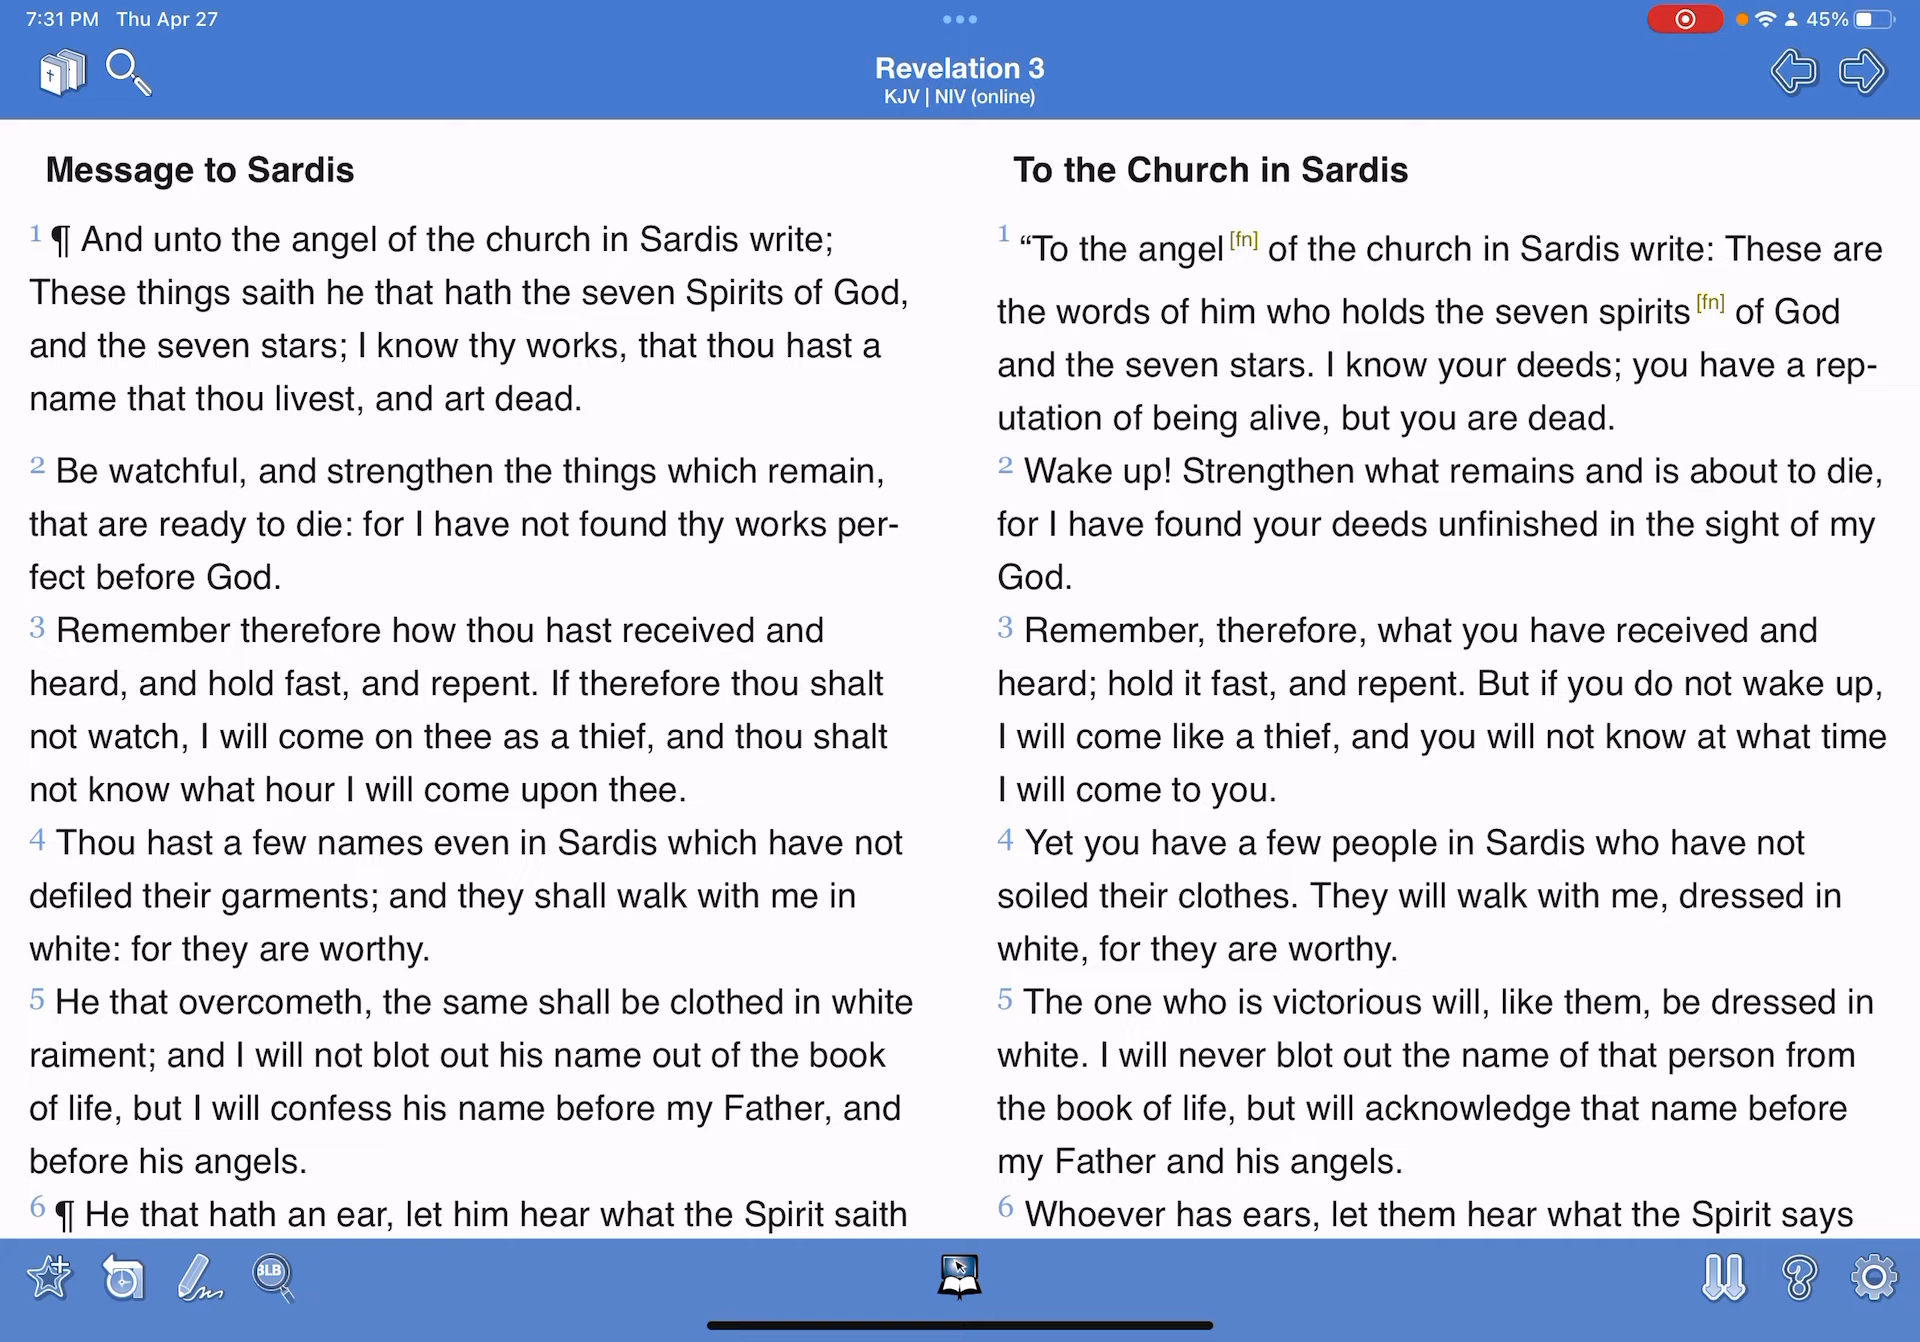 7:31 PM Thu Apr 27
45%
Revelation 3
KJV | NIV (online)
Message to Sardis
1 ¶ And unto the angel of the church in Sardis write;
These things saith he that hath the seven Spirits of God,
and the seven stars; I know thy works, that thou hast a
name that thou livest, and art dead.
2 Be watchful, and strengthen the things which remain,
that are ready to die: for I have not found thy works per-
fect before God.
3 Remember therefore how thou hast received and
heard, and hold fast, and repent. If therefore thou shalt
not watch, I will come on thee as a thief, and thou shalt
not know what hour I will come upon thee.
4 Thou hast a few names even in Sardis which have not
defiled their garments; and they shall walk with me in
white: for they are worthy.
5 He that overcometh, the same shall be clothed in white
raiment; and I will not blot out his name out of the book
of life, but I will confess his name before my Father, and
before his angels.
6 ¶ He that hath an ear, let him hear what the Spirit saith
To the Church in Sardis
1 “To the angel [fn] of the church in Sardis write: These are
the words of him who holds the seven spirits [fn] of God
and the seven stars. I know your deeds; you have a rep-
utation of being alive, but you are dead.
2 Wake up! Strengthen what remains and is about to die,
for I have found your deeds unfinished in the sight of my
God.
3 Remember, therefore, what you have received and
heard; hold it fast, and repent. But if you do not wake up,
I will come like a thief, and you will not know at what time
I will come to you.
4 Yet you have a few people in Sardis who have not
soiled their clothes. They will walk with me, dressed in
white, for they are worthy.
5 The one who is victorious will, like them, be dressed in
white. I will never blot out the name of that person from
the book of life, but will acknowledge that name before
my Father and his angels.
6 Whoever has ears, let them hear what the Spirit says
BLB